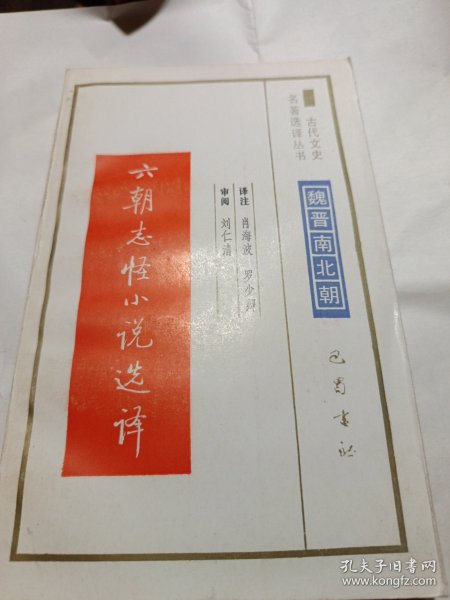 古代文史
名著选译丛书
魏晋南北朝
巴蜀书社
译注 肖海波 罗少卿
审阅 刘仁清
六朝志怪小说选译
孔夫子旧书网
www.kongfz.com